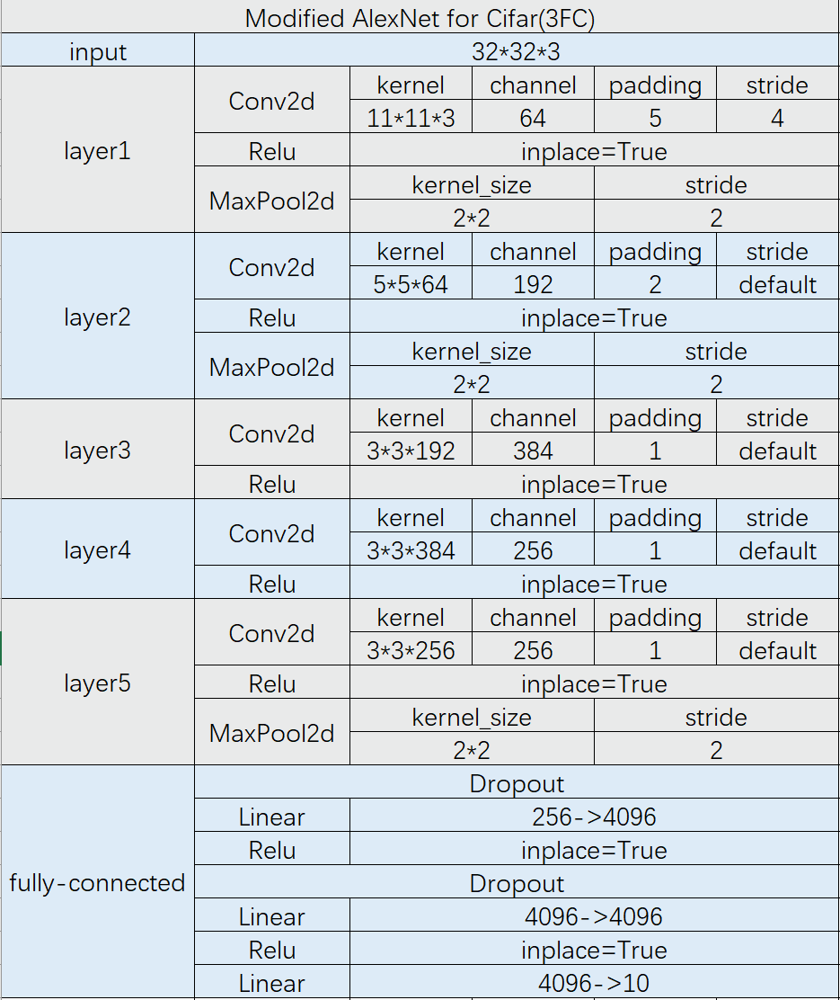 Modified AlexNet for Cifar(3FC)
input 32*32*3
layer1
Conv2d
kernel channel padding stride
11*11*3 64 5 4
Relu inplace=True
MaxPool2d
kernel_size stride
2*2 2
layer2
Conv2d
kernel channel padding stride
5*5*64 192 2 default
Relu inplace=True
MaxPool2d
kernel_size stride
2*2 2
layer3
Conv2d
kernel channel padding stride
3*3*192 384 1 default
Relu inplace=True
layer4
Conv2d
kernel channel padding stride
3*3*384 256 1 default
Relu inplace=True
layer5
Conv2d
kernel channel padding stride
3*3*256 256 1 default
Relu inplace=True
MaxPool2d
kernel_size stride
2*2 2
fully-connected
Dropout
Linear 256->4096
Relu inplace=True
Dropout
Linear 4096->4096
Relu inplace=True
Linear 4096->10